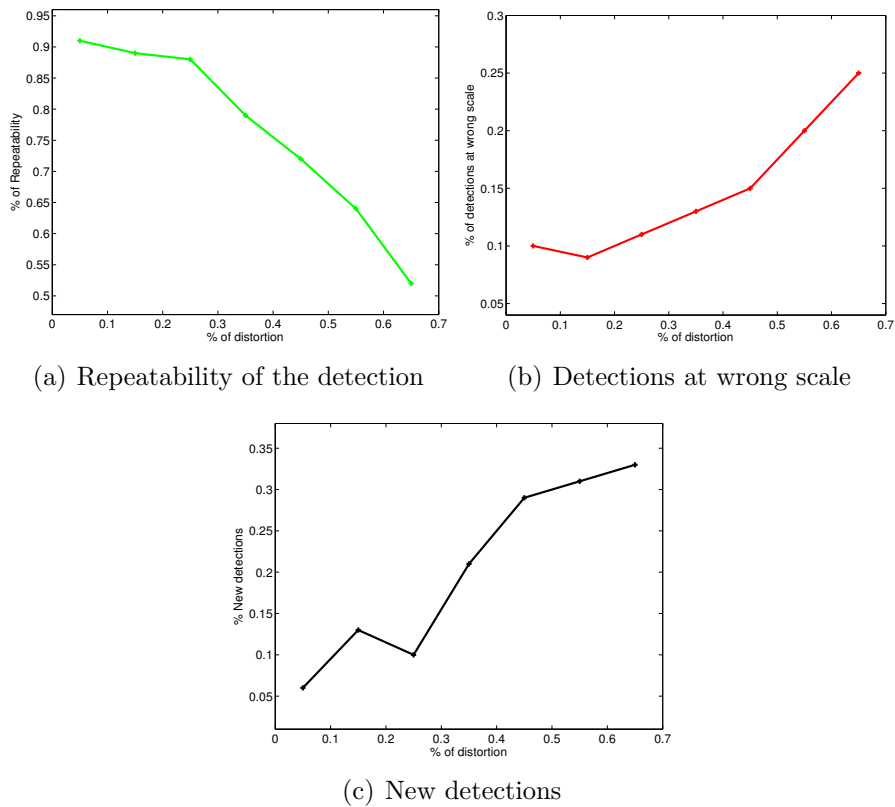 0.95
0.9
0.85
0.8
0.75
0.7
0.65
0.6
0.55
0.5
% of Repeatability
0 0.1 0.2 0.3 0.4 0.5 0.6 0.7
% of distortion
(a) Repeatability of the detection
0.3
0.25
0.2
0.15
0.1
0.05
% of detections at wrong scale
0 0.1 0.2 0.3 0.4 0.5 0.6 0.7
% of distortion
(b) Detections at wrong scale
0.35
0.3
0.25
0.2
0.15
0.1
0.05
% New detections
0 0.1 0.2 0.3 0.4 0.5 0.6 0.7
% of distortion
(c) New detections